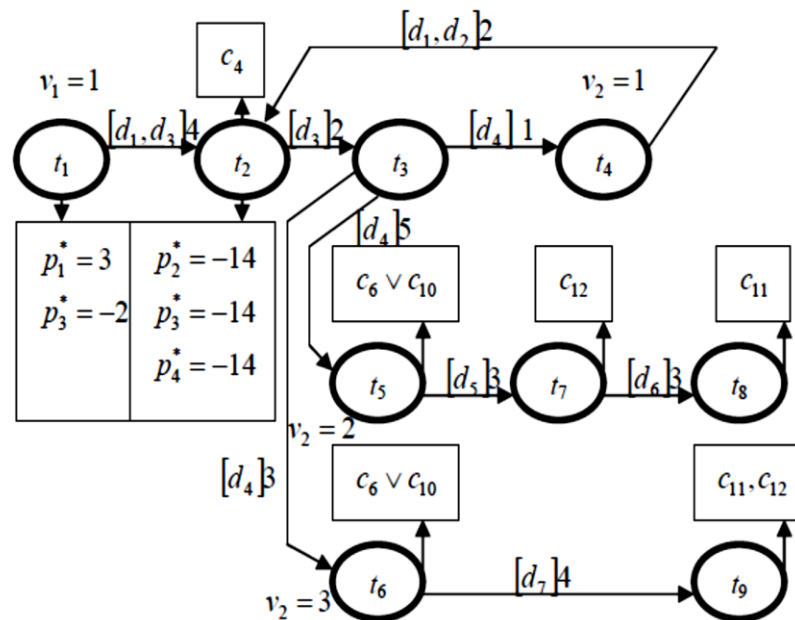 [d₁, d₂]2
c₄
v₁ = 1
v₂ = 1
[d₁, d₃]4
[d₃]2
[d₄] 1
t₁
t₂
t₃
t₄
[d₄]5
p₁* = 3
p₃* = −2
p₂* = −14
p₃* = −14
p₄* = −14
c₆ ∨ c₁₀
c₁₂
c₁₁
t₅
[d₅]3
t₇
[d₆]3
t₈
v₂ = 2
[d₄]3
c₆ ∨ c₁₀
c₁₁, c₁₂
t₆
[d₇]4
t₉
v₂ = 3